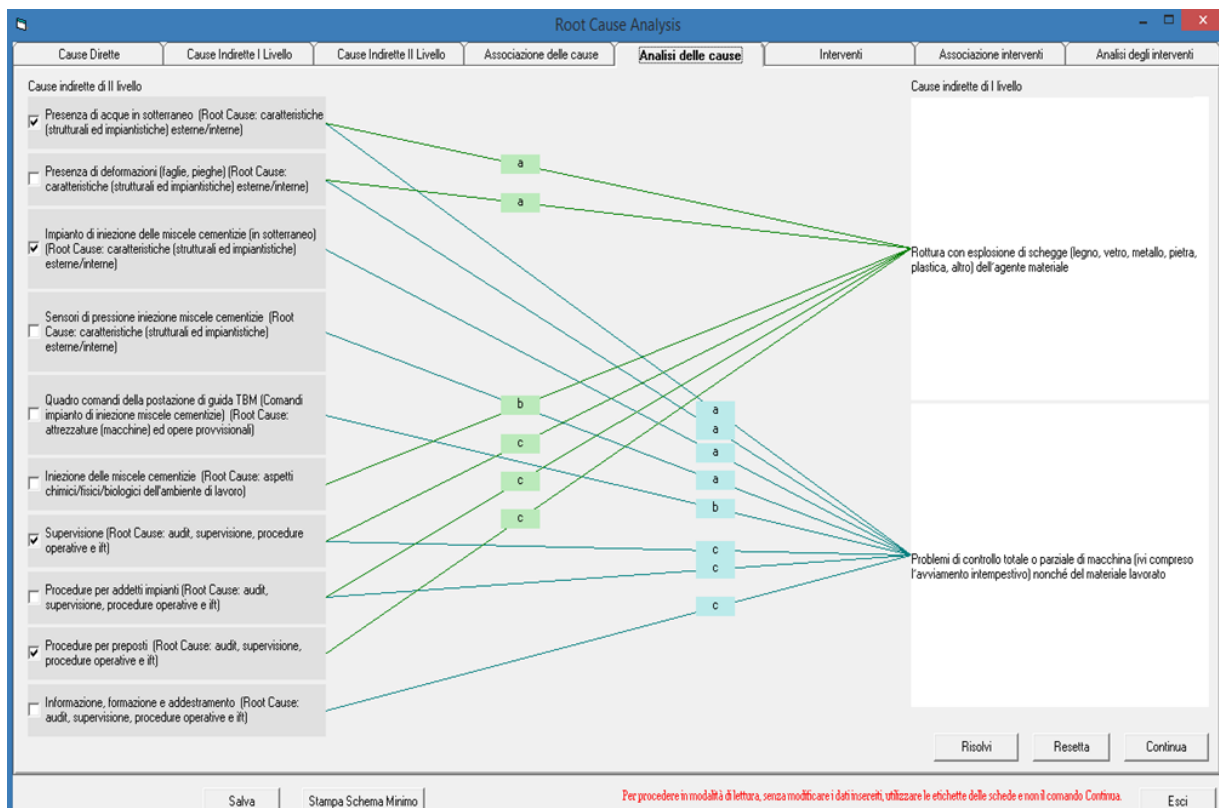 Root Cause Analysis
Cause Dirette
Cause Indirette I Livello
Cause Indirette II Livello
Associazione delle cause
Analisi delle cause
Interventi
Associazione interventi
Analisi degli interventi
Cause indirette di II livello
Cause indirette di I livello
Presenza di acque in sotterraneo (Root Cause: caratteristiche
(strutturali ed impiantistiche) esterne/interne)
Presenza di deformazioni (faglie, pieghe) (Root Cause:
caratteristiche (strutturali ed impiantistiche) esterne/interne)
Impianto di iniezione delle miscele cementizie (in sotterraneo)
(Root Cause: caratteristiche (strutturali ed impiantistiche)
esterne/interne)
Sensori di pressione iniezione miscele cementizie (Root
Cause: caratteristiche (strutturali ed impiantistiche)
esterne/interne)
Quadro comandi della postazione di guida TBM (Comandi
impianto di iniezione miscele cementizie) (Root Cause:
attrezzature (macchine) ed opere provvisionali)
Iniezione delle miscele cementizie (Root Cause: aspetti
chimici/fisici/biologici dell'ambiente di lavoro)
Supervisione (Root Cause: audit, supervisione, procedure
operative e ift)
Procedure per addetti impianti (Root Cause: audit,
supervisione, procedure operative e ift)
Procedure per preposti (Root Cause: audit, supervisione,
procedure operative e ift)
Informazione, formazione e addestramento (Root Cause:
audit, supervisione, procedure operative e ift)
a
a
b
c
c
c
a
a
a
a
b
c
c
c
Rottura con esplosione di schegge (legno, vetro, metallo, pietra,
plastica, altro) dell'agente materiale
Problemi di controllo totale o parziale di macchina (ivi compreso
l'avviamento intempestivo) nonché del materiale lavorato
Risolvi
Resetta
Continua
Salva
Stampa Schema Minimo
Per procedere in modalità di lettura, senza modificare i dati insereiti, utilizzare le etichette delle schede e non il comando Continua.
Esci